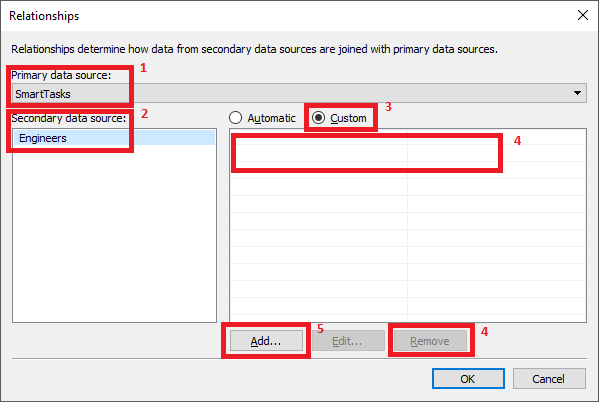 Relationships
Relationships determine how data from secondary data sources are joined with primary data sources.
Primary data source: 1
SmartTasks
Secondary data source: 2 Automatic Custom 3
Engineers
4
5 4
Add... Edit... Remove
OK Cancel